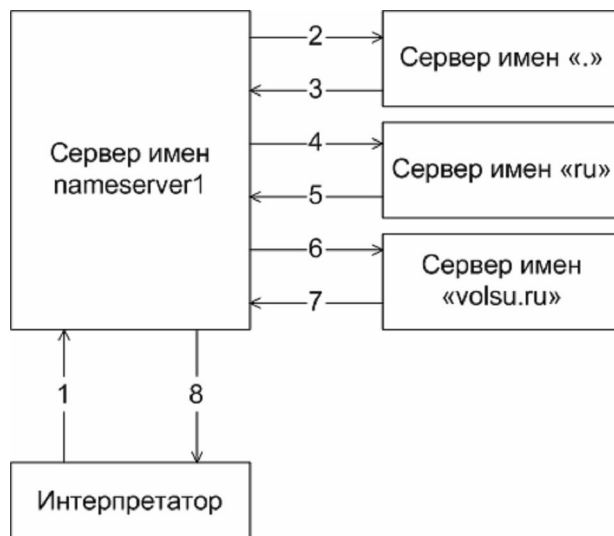 2
Сервер имен «.»
3
Сервер имен
nameserver1
4
Сервер имен «ru»
5
6
Сервер имен
«volsu.ru»
7
1
8
Интерпретатор